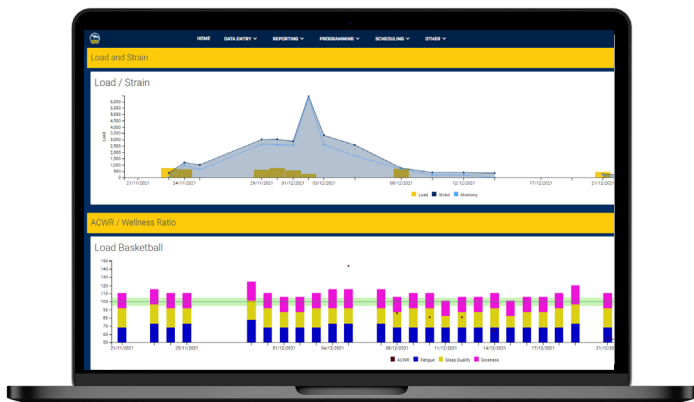 HOME DATA ENTRY REPORTING PROGRAMMING SCHEDULING OTHER
Load and Strain
Load / Strain
6,000
5,500
5,000
4,500
4,000
3,500
3,000
2,500
2,000
1,500
1,000
500
0
Load
21/11/2021 24/11/2021 29/11/2021 01/12/2021 03/12/2021 08/12/2021 12/12/2021 17/12/2021 21/12/2021
Load Strain Monotony
ACWR / Wellness Ratio
Load Basketball
150
140
130
120
110
100
90
80
70
60
50
21/11/2021 25/11/2021 01/12/2021 04/12/2021 08/12/2021 11/12/2021 14/12/2021 17/12/2021 21/12/2021
ACWR Fatigue Sleep Quality Soreness